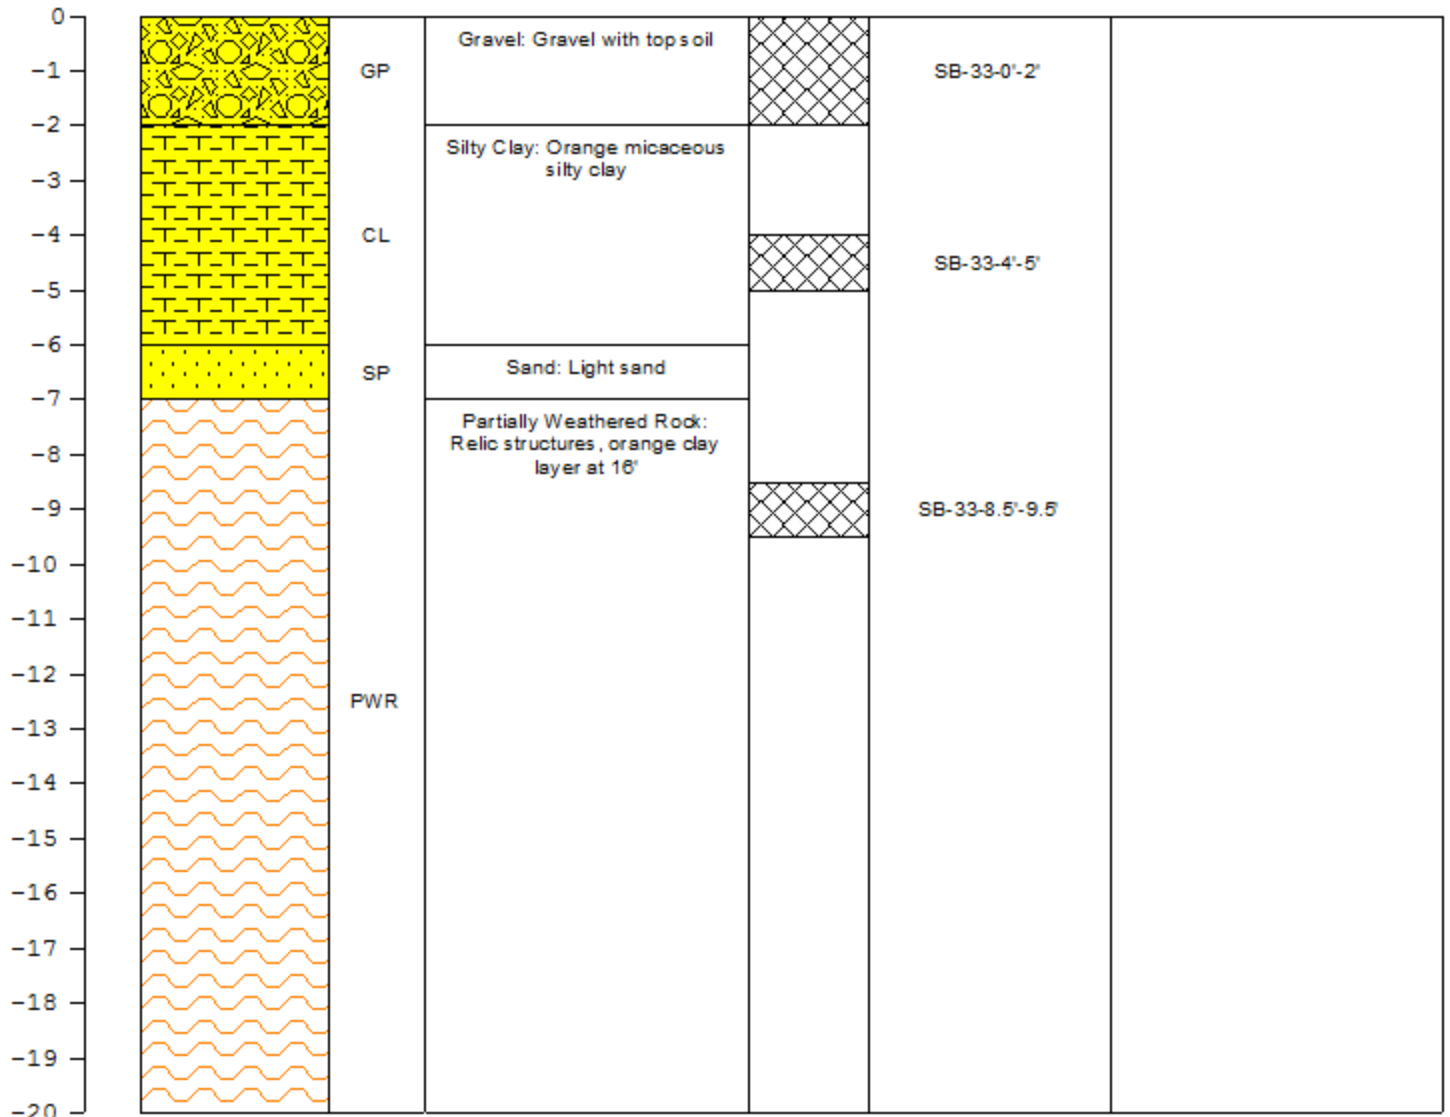 0
-1
-2
-3
-4
-5
-6
-7
-8
-9
-10
-11
-12
-13
-14
-15
-16
-17
-18
-19
-20
GP
CL
SP
PWR
Gravel: Gravel with topsoil
Silty Clay: Orange micaceous
silty clay
Sand: Light sand
Partially Weathered Rock:
Relic structures, orange clay
layer at 16'
SB-33-0'-2'
SB-33-4'-5'
SB-33-8.5'-9.5'